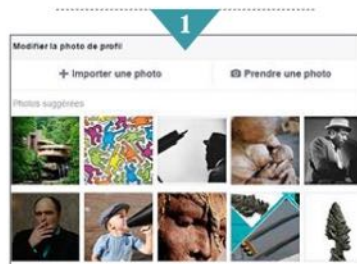 1
Modifier la photo de profil
Importer une photo
Prendre une photo
Photos suggérées